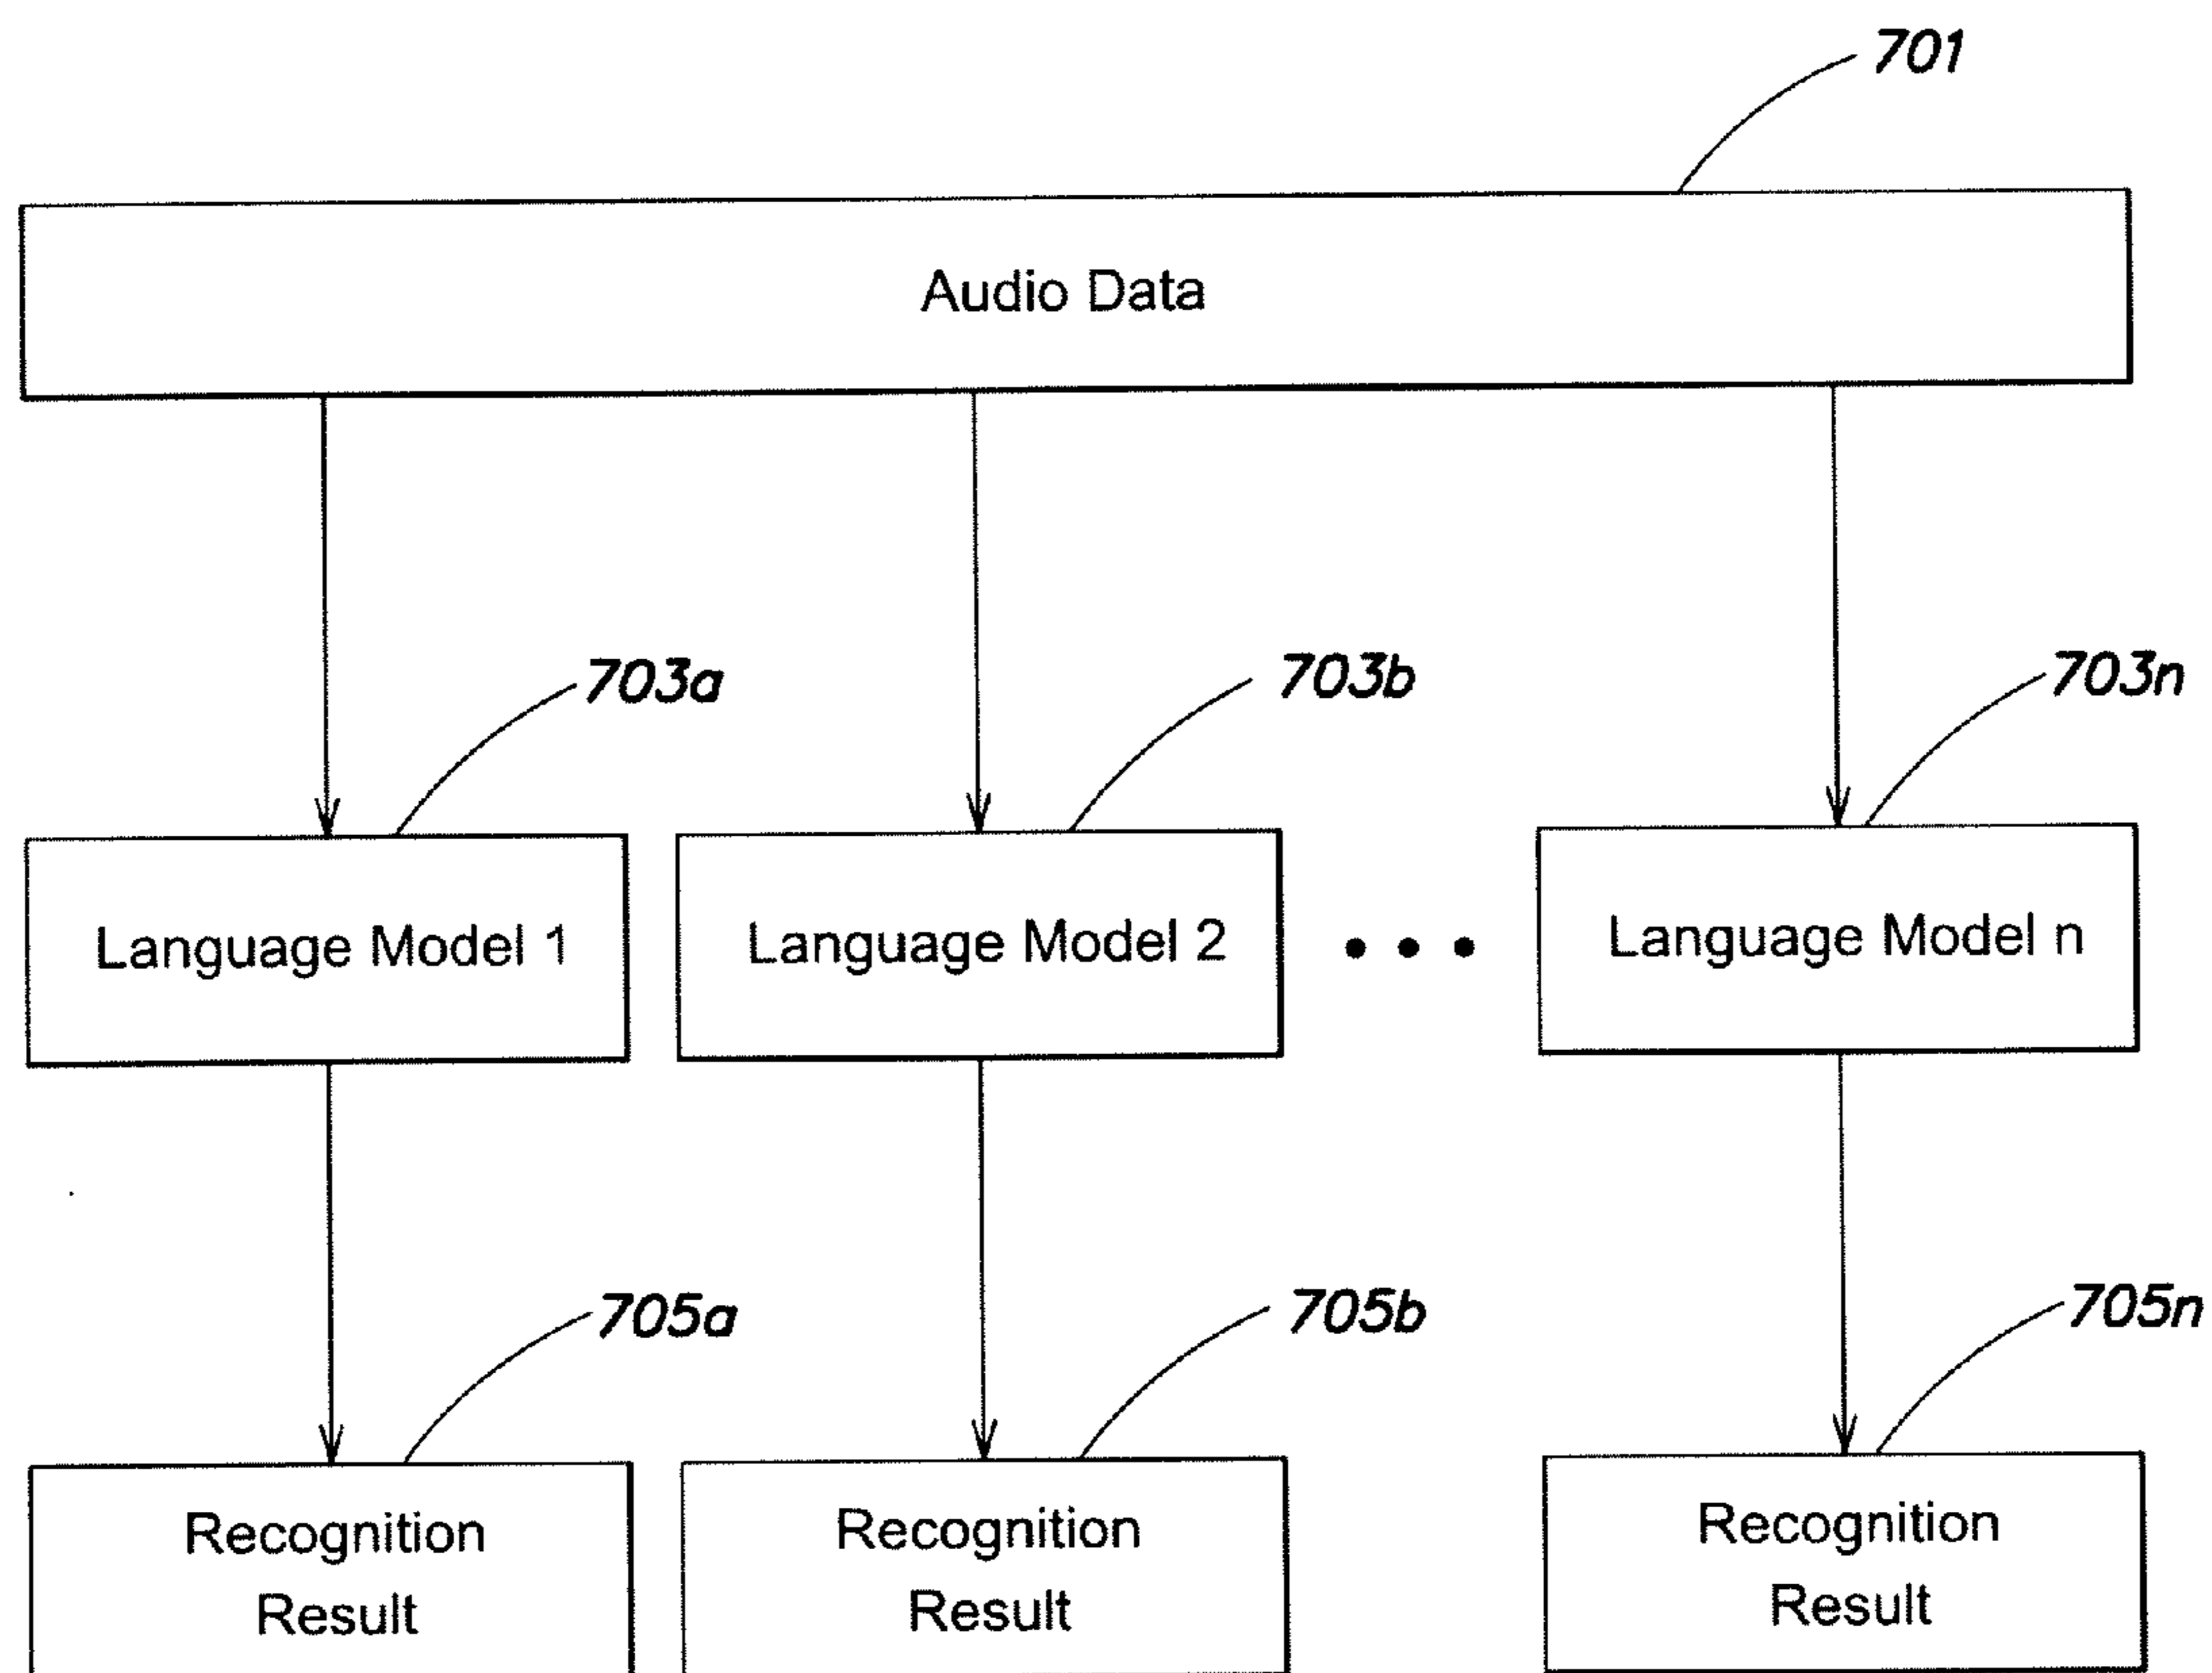 701
Audio Data
703a
703b
703n
Language Model 1
Language Model 2
Language Model n
705a
705b
705n
Recognition
Result
Recognition
Result
Recognition
Result